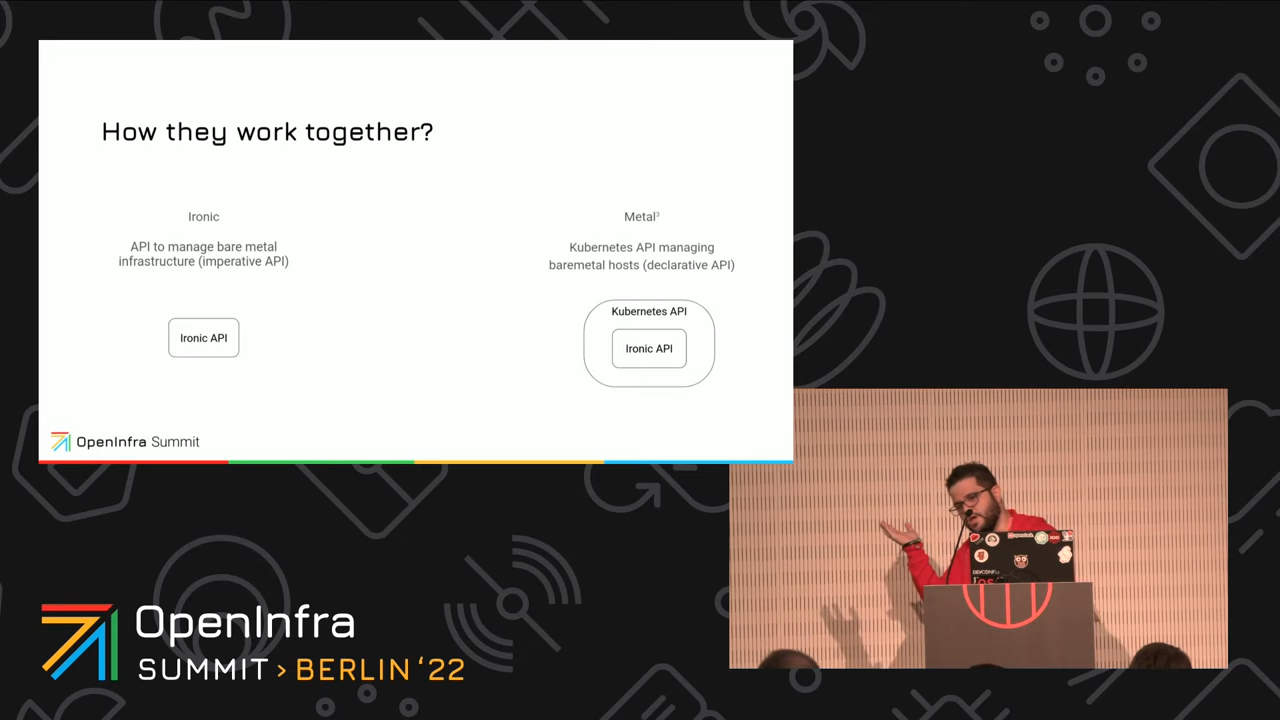 How they work together?
Ironic
API to manage bare metal
infrastructure (imperative API)
Ironic API
Metal³
Kubernetes API managing
baremetal hosts (declarative API)
Kubernetes API
Ironic API
OpenInfra Summit
OpenInfra
SUMMIT > BERLIN ‘22